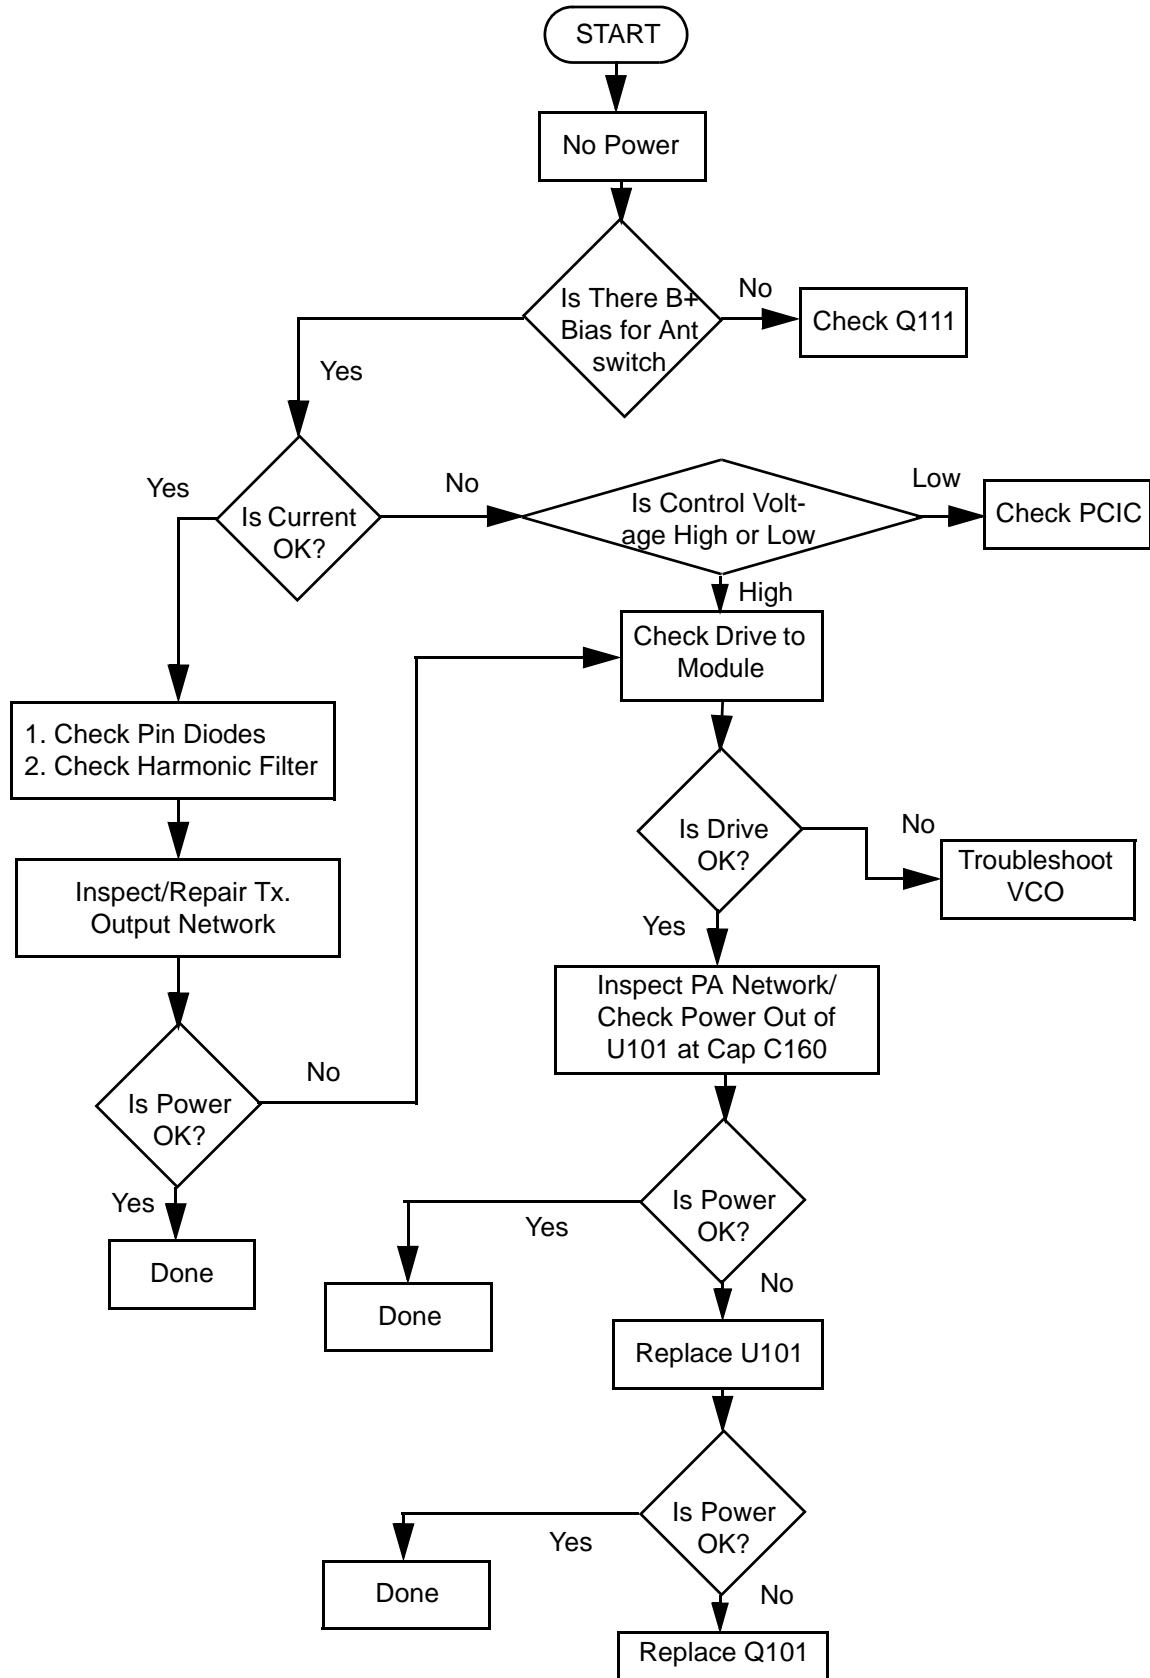 START
No Power
Is There B+
Bias for Ant
switch
No
Check Q111
Yes
Is Current
OK?
Yes
No
Is Control Volt-
age High or Low
Low
Check PCIC
High
Check Drive to
Module
1. Check Pin Diodes
2. Check Harmonic Filter
Is Drive
OK?
No
Troubleshoot
VCO
Inspect/Repair Tx.
Output Network
Yes
Inspect PA Network/
Check Power Out of
U101 at Cap C160
No
Is Power
OK?
Yes
Done
Is Power
OK?
Yes
Done
No
Replace U101
Is Power
OK?
Yes
Done
No
Replace Q101